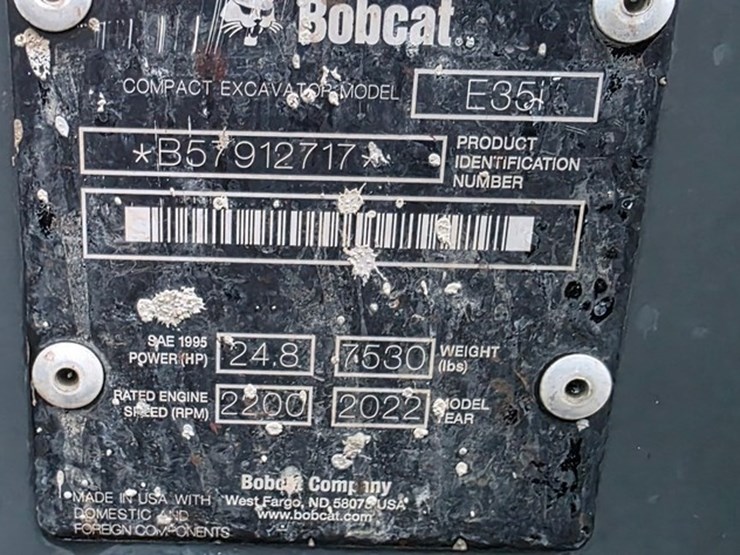 Bobcat
COMPACT EXCAVATOR MODEL E35i
*B57912717* PRODUCT
IDENTIFICATION
NUMBER
SAE 1995
POWER (HP) 24.8 7530 WEIGHT
(lbs)
RATED ENGINE
SPEED (RPM) 2200 2022 MODEL
YEAR
Bobcat Company
West Fargo, ND 58078 USA
www.bobcat.com
MADE IN USA WITH
DOMESTIC AND
FOREIGN COMPONENTS